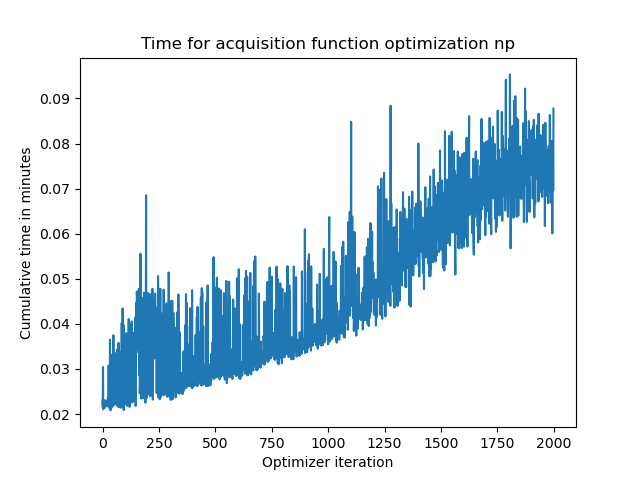 Time for acquisition function optimization np
Cumulative time in minutes
0.09
0.08
0.07
0.06
0.05
0.04
0.03
0.02
0 250 500 750 1000 1250 1500 1750 2000
Optimizer iteration